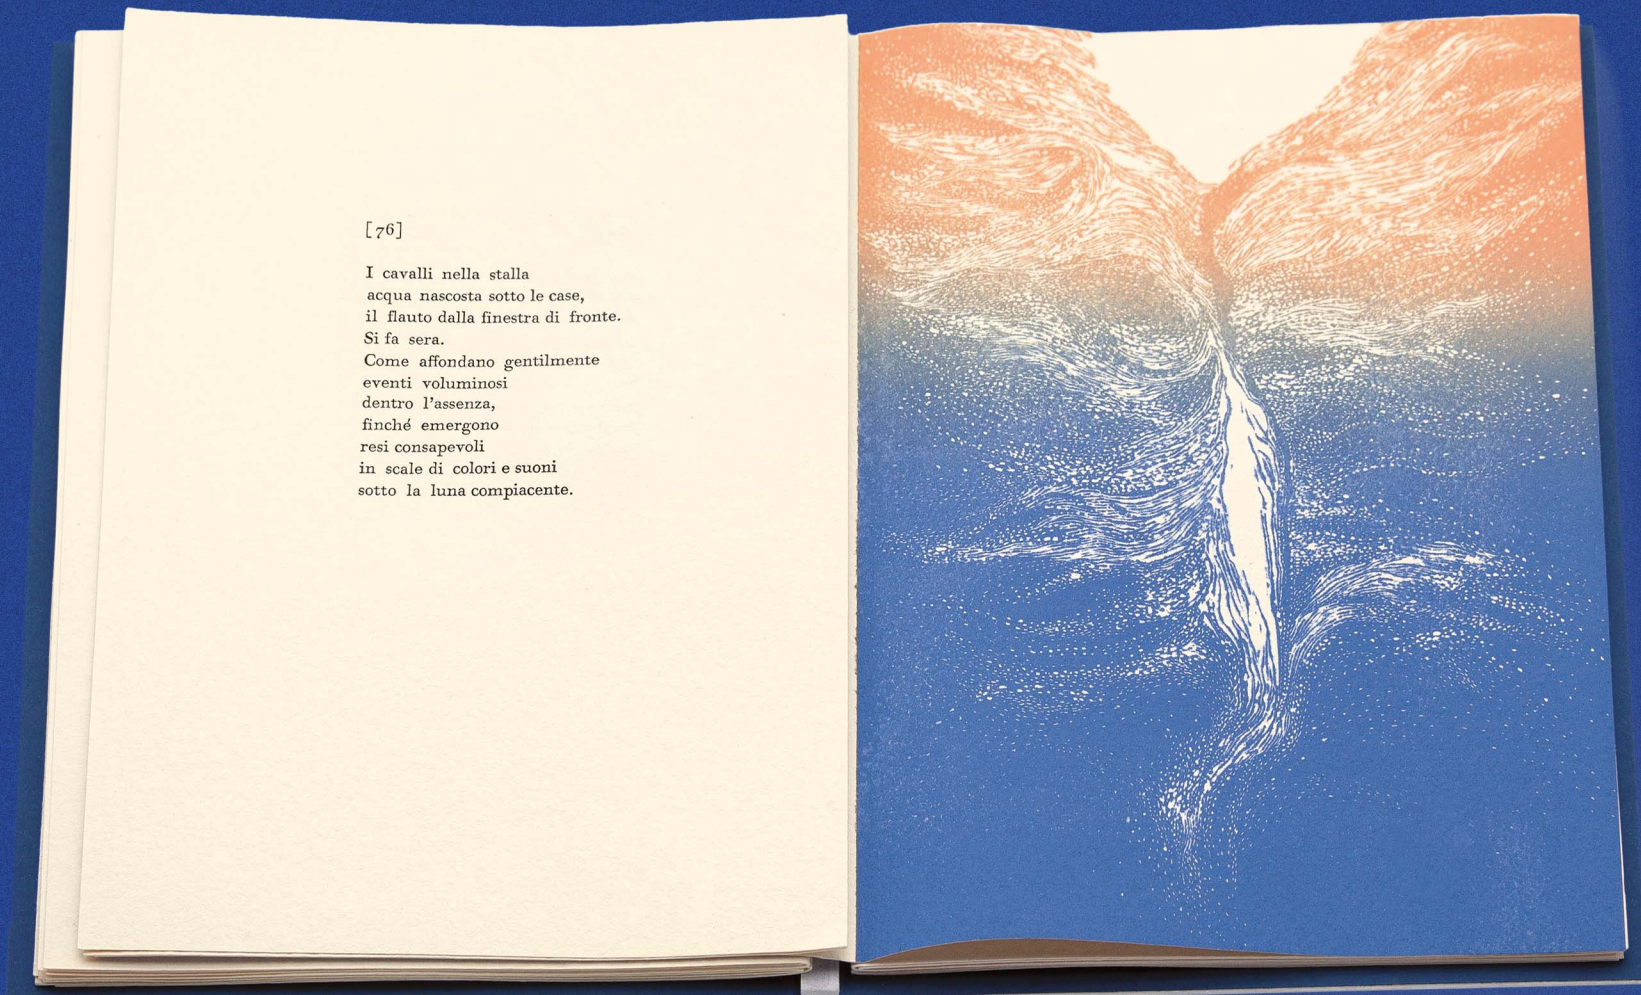 [76]
I cavalli nella stalla
acqua nascosta sotto le case,
il flauto dalla finestra di fronte.
Si fa sera.
Come affondano gentilmente
eventi voluminosi
dentro l'assenza,
finché emergono
resi consapevoli
in scale di colori e suoni
sotto la luna compiacente.